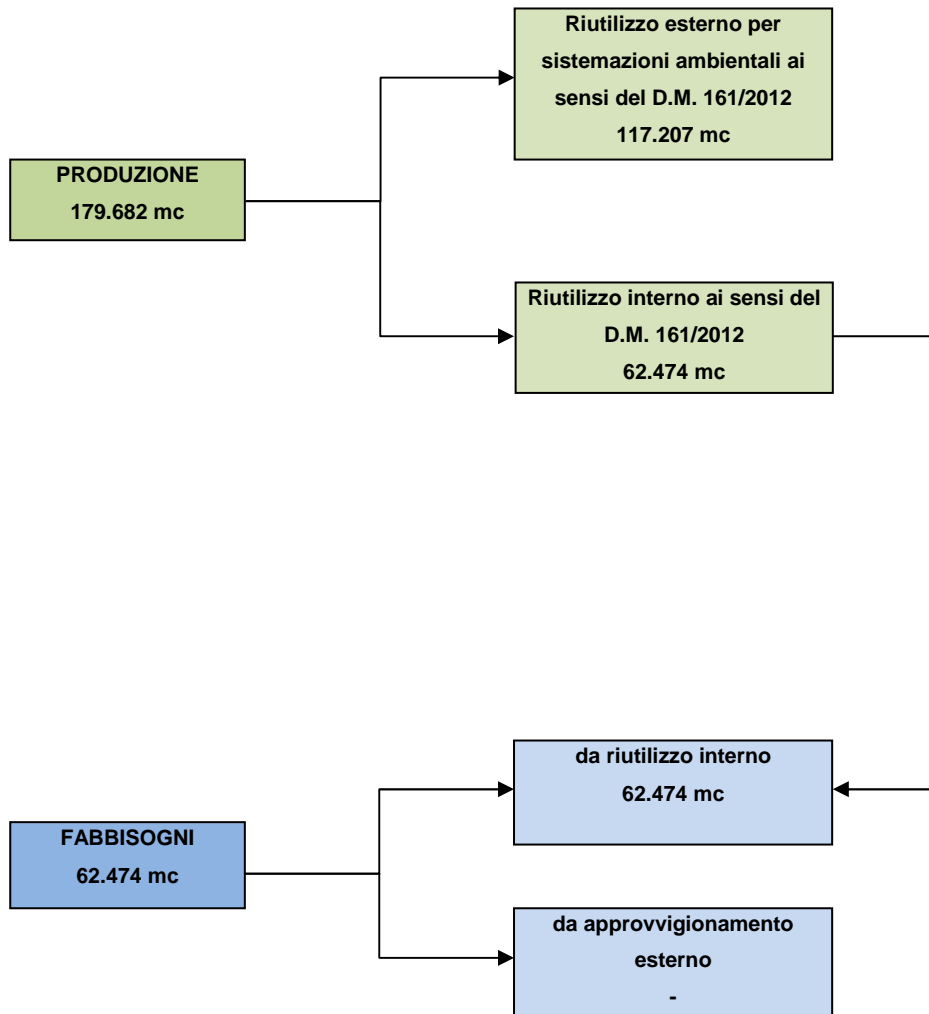 Riutilizzo esterno per
sistemazioni ambientali ai
sensi del D.M. 161/2012
117.207 mc
PRODUZIONE
179.682 mc
Riutilizzo interno ai sensi del
D.M. 161/2012
62.474 mc
da riutilizzo interno
62.474 mc
FABBISOGNI
62.474 mc
da approvvigionamento
esterno
-